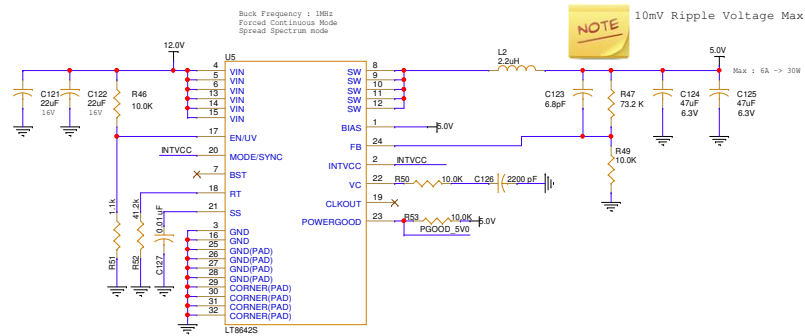 Buck Frequency : 1MHz
Forced Continuous Mode
Spread Spectrum mode
NOTE
10mV Ripple Voltage Max
12.0V
U5
L2
2.2uH
5.0V
Max : 6A -> 30W
C121
22uF
16V
C122
22uF
16V
R46
10.0K
4 VIN
5 VIN
6 VIN
13 VIN
14 VIN
15 VIN
17 EN/UV
20 MODE/SYNC
INTVCC
7 BST
18 RT
21 SS
3 GND
16 GND
25 GND(PAD)
26 GND(PAD)
27 GND(PAD)
28 GND(PAD)
29 CORNER(PAD)
30 CORNER(PAD)
31 CORNER(PAD)
32 CORNER(PAD)
LT8642S
SW 8
SW 9
SW 10
SW 11
SW 12
BIAS 1
5.0V
FB 24
INTVCC 2
INTVCC
VC 22
R50
10.0K
C126
2200 pF
CLKOUT 19
POWERGOOD 23
R53
10.0K
5.0V
PGOOD_5V0
C123
6.8pF
R47
73.2 K
C124
47uF
6.3V
C125
47uF
6.3V
R49
10.0K
R51
1.1k
R52
41.2k
C127
0.01uF